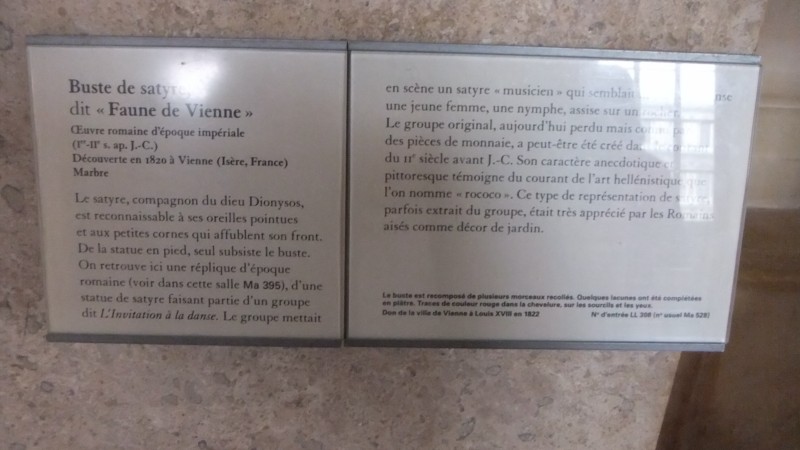 Buste de satyre,
dit « Faune de Vienne »
Œuvre romaine d'époque impériale
(Iᵉʳ-IIᵉ s. ap. J.-C.)
Découverte en 1820 à Vienne (Isère, France)
Marbre
Le satyre, compagnon du dieu Dionysos,
est reconnaissable à ses oreilles pointues
et aux petites cornes qui affublent son front.
De la statue en pied, seul subsiste le buste.
On retrouve ici une réplique d'époque
romaine (voir dans cette salle Ma 395), d'une
statue de satyre faisant partie d'un groupe
dit L'Invitation à la danse. Le groupe mettait
en scène un satyre « musicien » qui semblait
une jeune femme, une nymphe, assise sur un rocher.
Le groupe original, aujourd'hui perdu mais connu par
des pièces de monnaie, a peut-être été créé dans le courant
du IIᵉ siècle avant J.-C. Son caractère anecdotique et
pittoresque témoigne du courant de l'art hellénistique que
l'on nomme « rococo ». Ce type de représentation de satyre,
parfois extrait du groupe, était très apprécié par les Romains
aisés comme décor de jardin.
Le buste est recomposé de plusieurs morceaux recollés. Quelques lacunes ont été complétées
en plâtre. Traces de couleur rouge dans la chevelure, sur les sourcils et les yeux.
Don de la ville de Vienne à Louis XVIII en 1822 N° d'entrée LL 398 (n° usuel Ma 528)